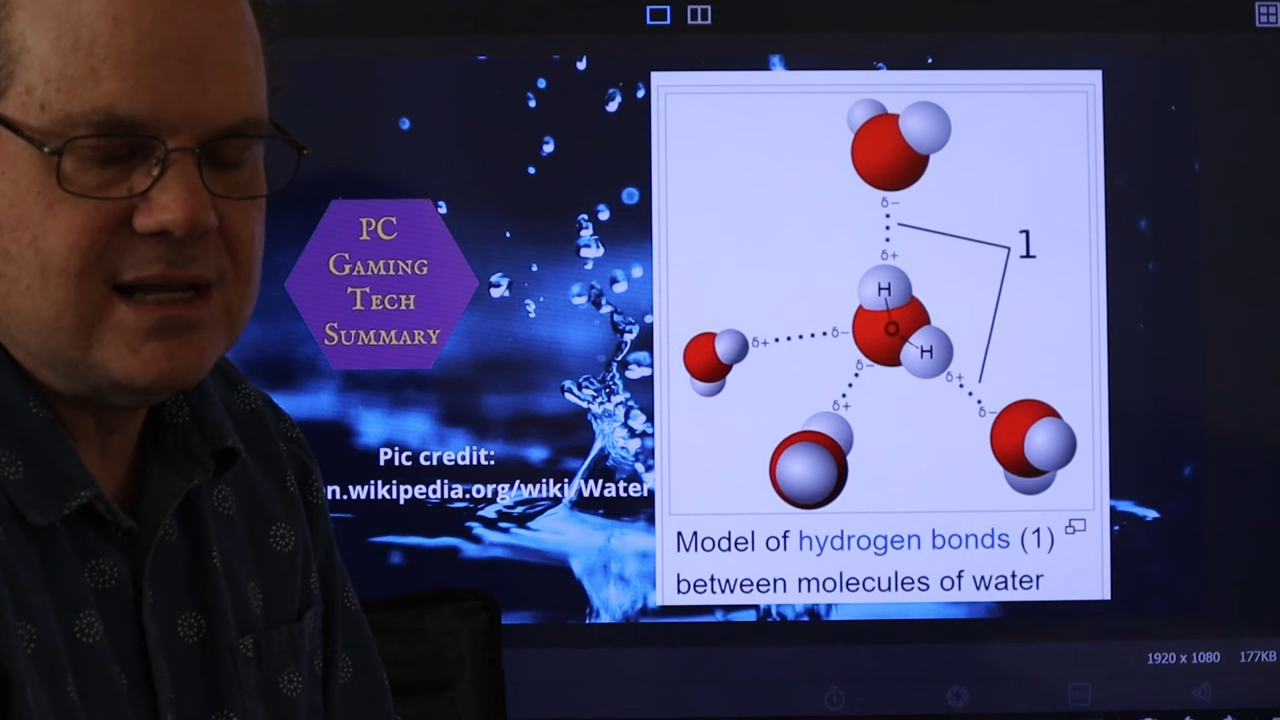 PC
GAMING
TECH
SUMMARY
Pic credit:
n.wikipedia.org/wiki/Water
δ−
δ+
H
O
H
δ+
δ−
δ−
δ+
δ+
δ−
1
Model of hydrogen bonds (1)
between molecules of water
1920 x 1080 177KB